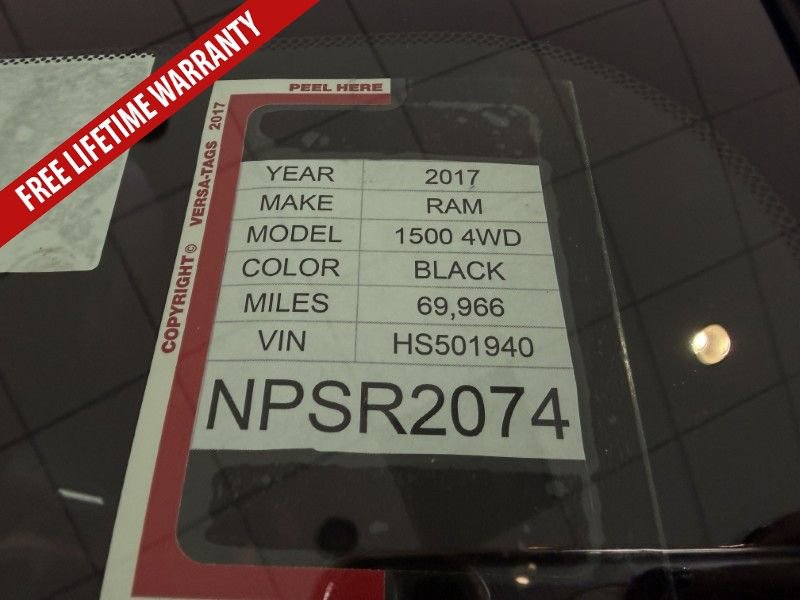 FREE LIFETIME WARRANTY
PEEL HERE
COPYRIGHT © VERSA-TAGS 2017
YEAR 2017
MAKE RAM
MODEL 1500 4WD
COLOR BLACK
MILES 69,966
VIN HS501940
NPSR2074